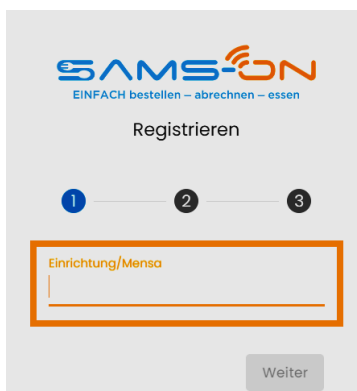 SAMS-ON
EINFACH bestellen – abrechnen – essen
Registrieren
1 2 3
Einrichtung/Mensa
Weiter